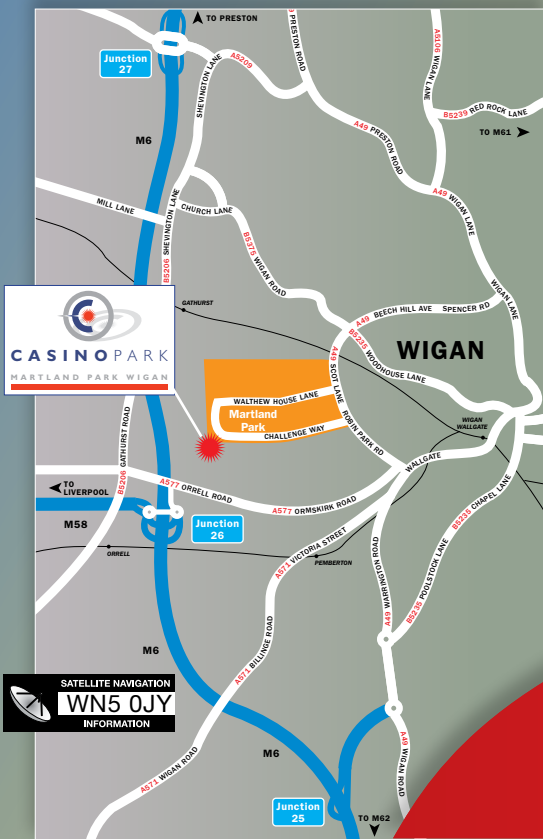 TO PRESTON
Junction
27
A5209
PRESTON ROAD
A5106 WIGAN LANE
SHEVINGTON LANE
B5239 RED ROCK LANE
TO M61
M6
A49 PRESTON ROAD
MILL LANE
CHURCH LANE
B5206 SHEVINGTON LANE
A49 WIGAN LANE
B5375 WIGAN ROAD
GATHURST
WIGAN LANE
A49 BEECH HILL AVE SPENCER RD
CASINOPARK
MARTLAND PARK WIGAN
WIGAN
B5235 WOODHOUSE LANE
A49 SCOT LANE
WALTHEW HOUSE LANE
Martland
Park
CHALLENGE WAY
ROBIN PARK RD
WIGAN
WALLGATE
WALLGATE
B5206 GATHURST ROAD
TO
LIVERPOOL
A577 ORRELL ROAD
A577 ORMSKIRK ROAD
B5235 CHAPEL LANE
M58
Junction
26
ORRELL
A571 VICTORIA STREET
PEMBERTON
A49 WARRINGTON ROAD
B5235 POOLSTOCK LANE
M6
A571 BILLINGE ROAD
SATELLITE NAVIGATION
WN5 0JY
INFORMATION
A571 WIGAN ROAD
M6
A49 WIGAN ROAD
Junction
25
TO M62